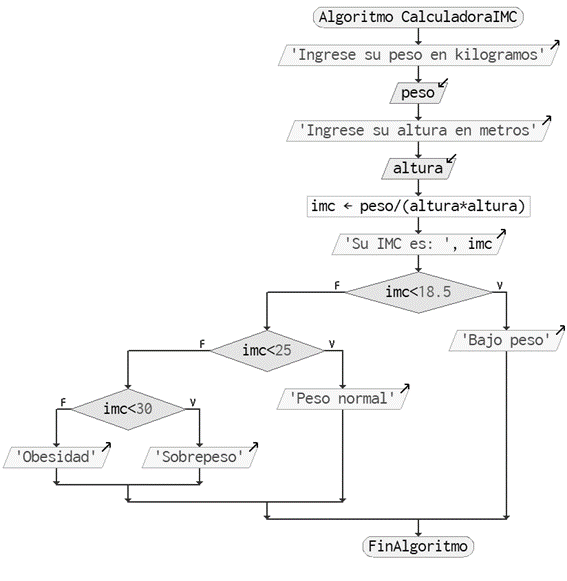 Algoritmo CalculadoraIMC
'Ingrese su peso en kilogramos'
peso
'Ingrese su altura en metros'
altura
imc ← peso/(altura*altura)
'Su IMC es: ', imc
F
imc<18.5
V
F
imc<25
V
'Bajo peso'
F
imc<30
V
'Peso normal'
'Obesidad'
'Sobrepeso'
FinAlgoritmo